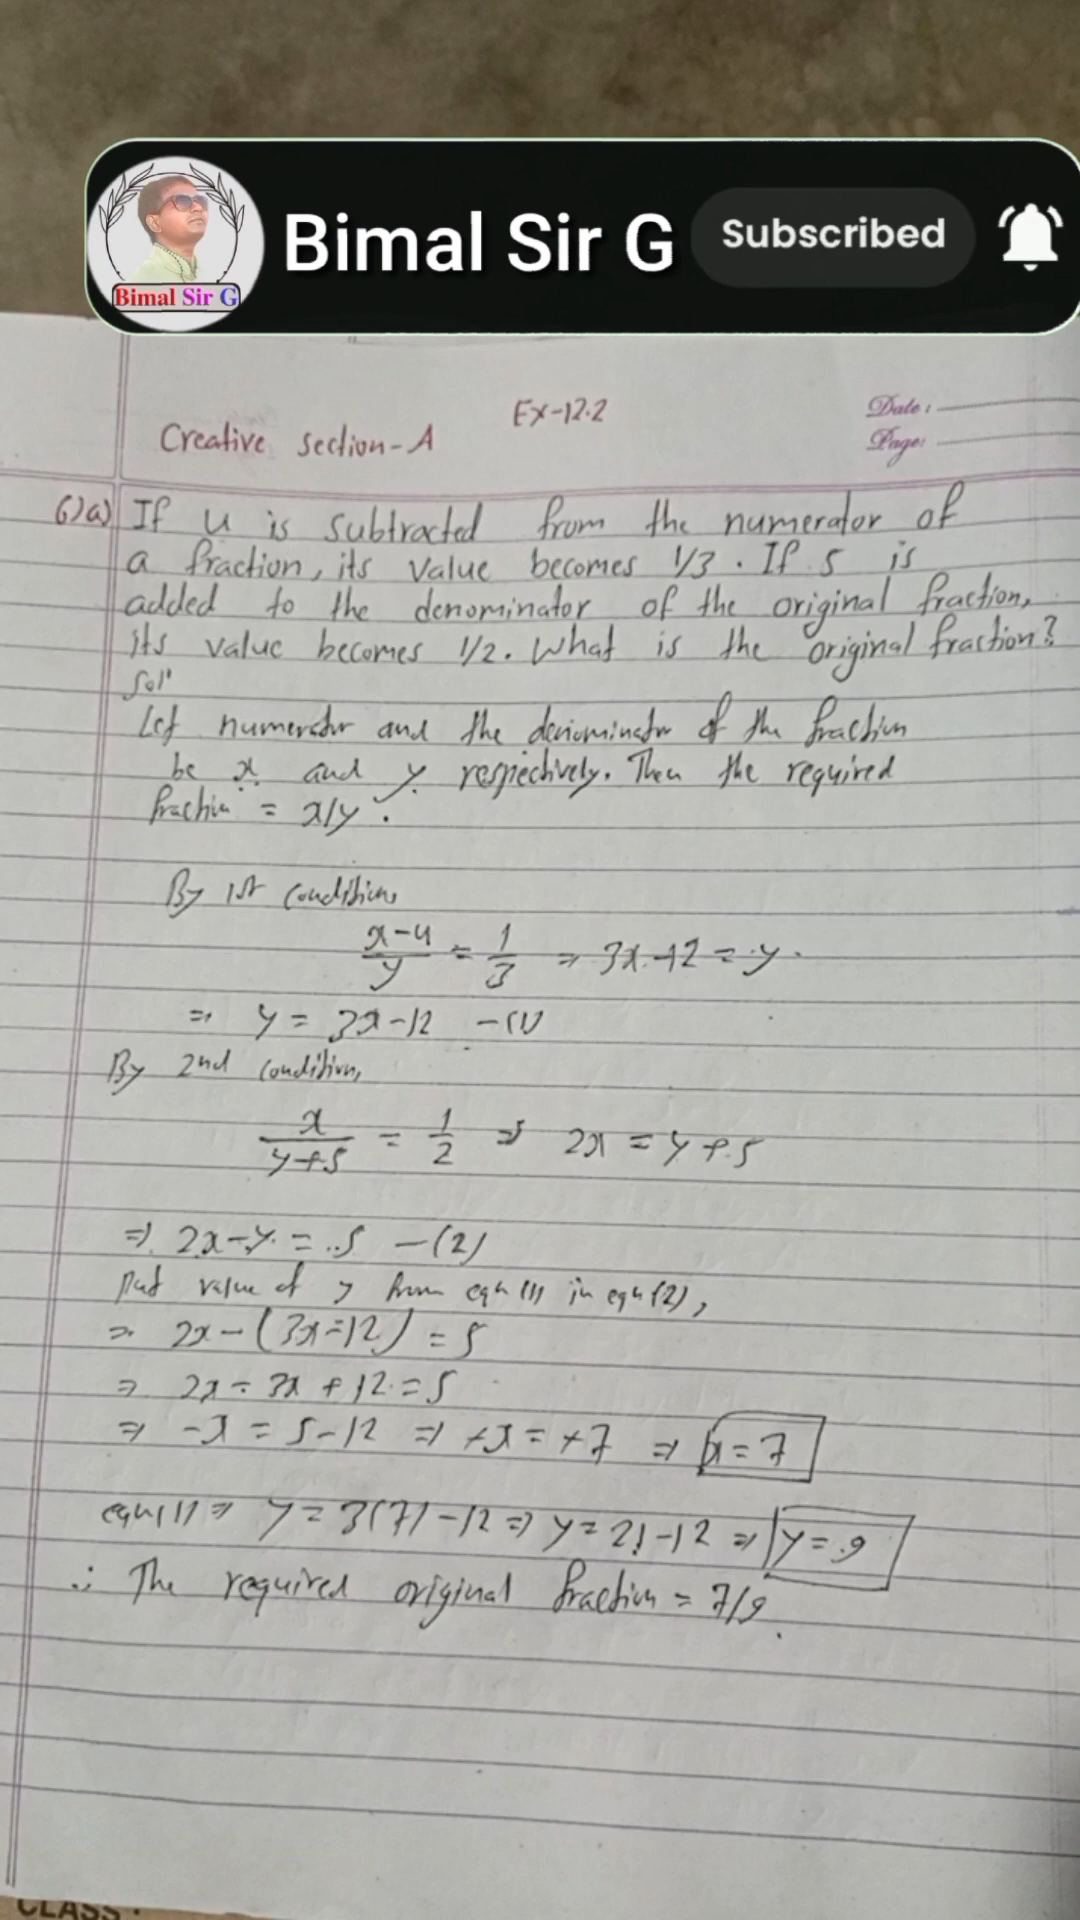 Bimal Sir G
Bimal Sir G Subscribed
Ex-12.2
Date:
Creative section-A
Page:
6)a) If 4 is subtracted from the numerator of
a fraction, its value becomes 1/3. If 5 is
added to the denominator of the original fraction,
its value becomes 1/2. What is the original fraction?
Sol"
Let numerator and the denominator of the fraction
be x and y respectively. Then the required
fraction = x/y.
By 1st condition,
x-4/y = 1/3 ⇒ 3x-12 = y.
⇒ y = 3x-12 -(1)
By 2nd condition,
x/y+5 = 1/2 ⇒ 2x = y+5
⇒ 2x-y = 5 -(2)
Put value of y from eqn (1) in eqn (2),
⇒ 2x-(3x-12) = 5
⇒ 2x-3x+12 = 5
⇒ -x = 5-12 ⇒ +x = +7 ⇒ x = 7
eqn(1) ⇒ y = 3(7)-12 ⇒ y = 21-12 ⇒ y = 9
∴ The required original fraction = 7/9.
CLASS